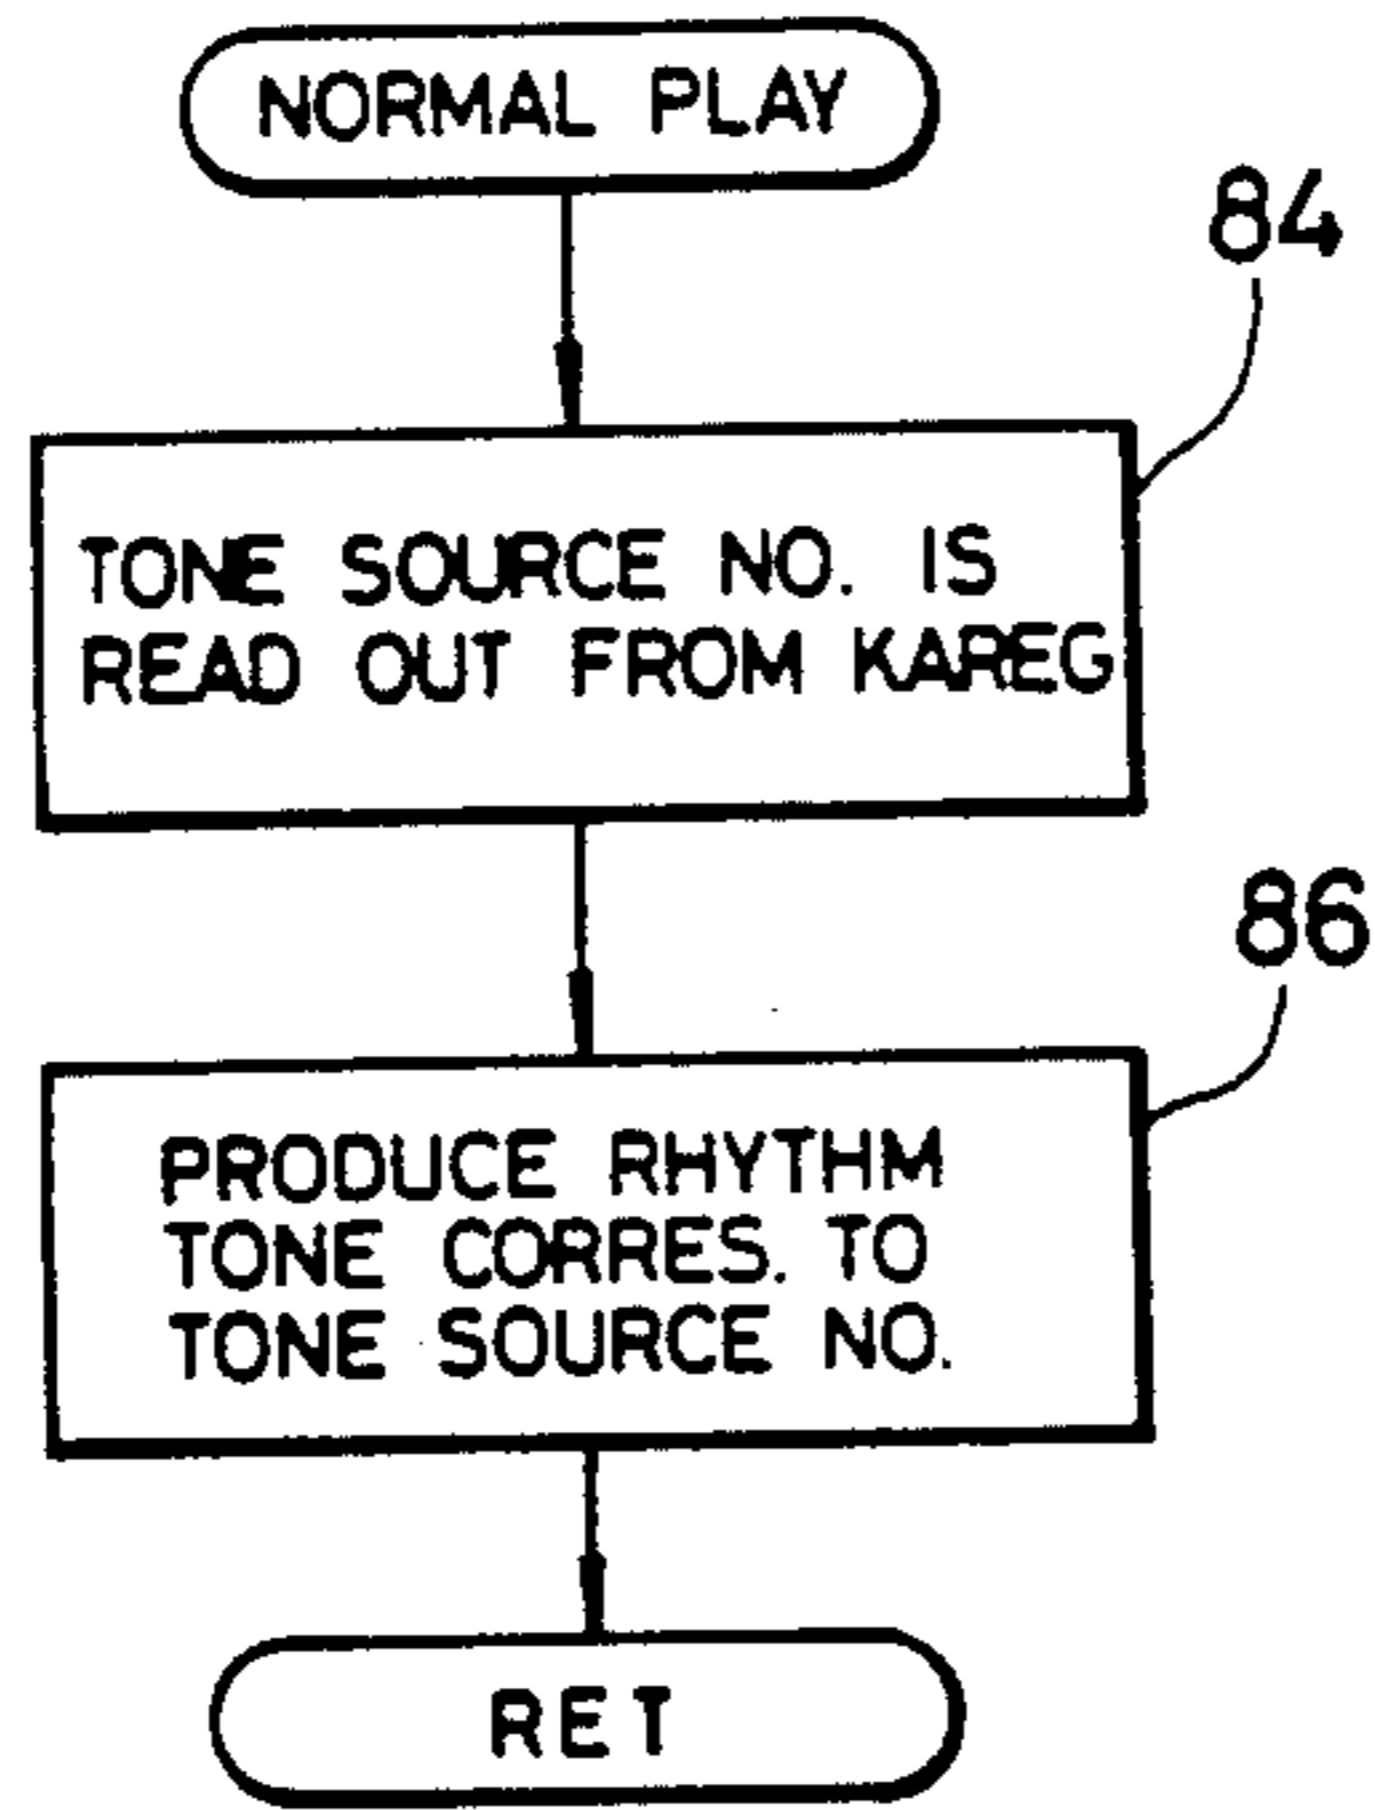 NORMAL PLAY
84
TONE SOURCE NO. IS
READ OUT FROM KAREG
86
PRODUCE RHYTHM
TONE CORRES. TO
TONE SOURCE NO.
RET